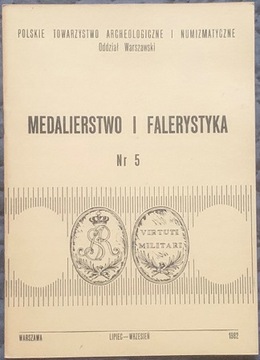 POLSKIE TOWARZYSTWO ARCHEOLOGICZNE I NUMIZMATYCZNE
Oddział Warszawski
MEDALIERSTWO I FALERYSTYKA
Nr 5
VIRTUTI
MILITARI
WARSZAWA LIPIEC—WRZESIEŃ 1982